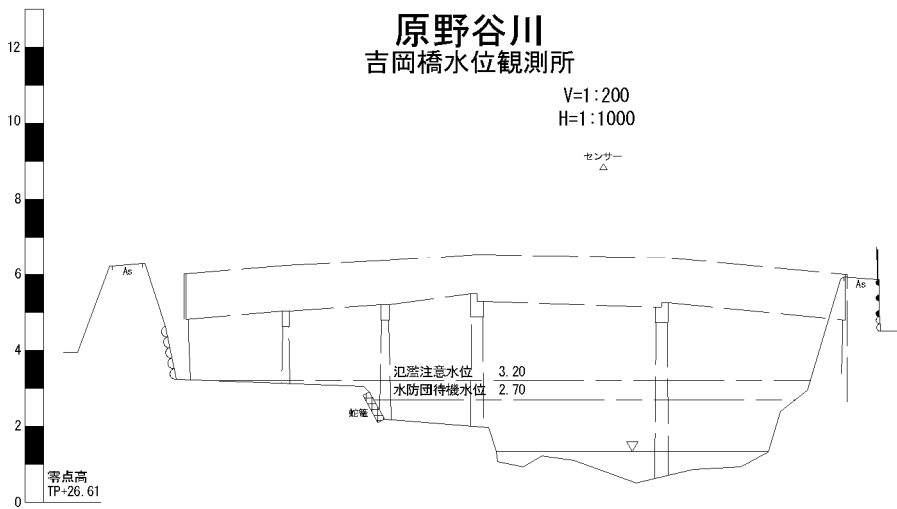 原野谷川
吉岡橋水位観測所
V=1:200
H=1:1000
センサー
12
10
8
6
4
2
0
As
As
氾濫注意水位 3.20
水防団待機水位 2.70
蛇篭
零点高
TP+26.61